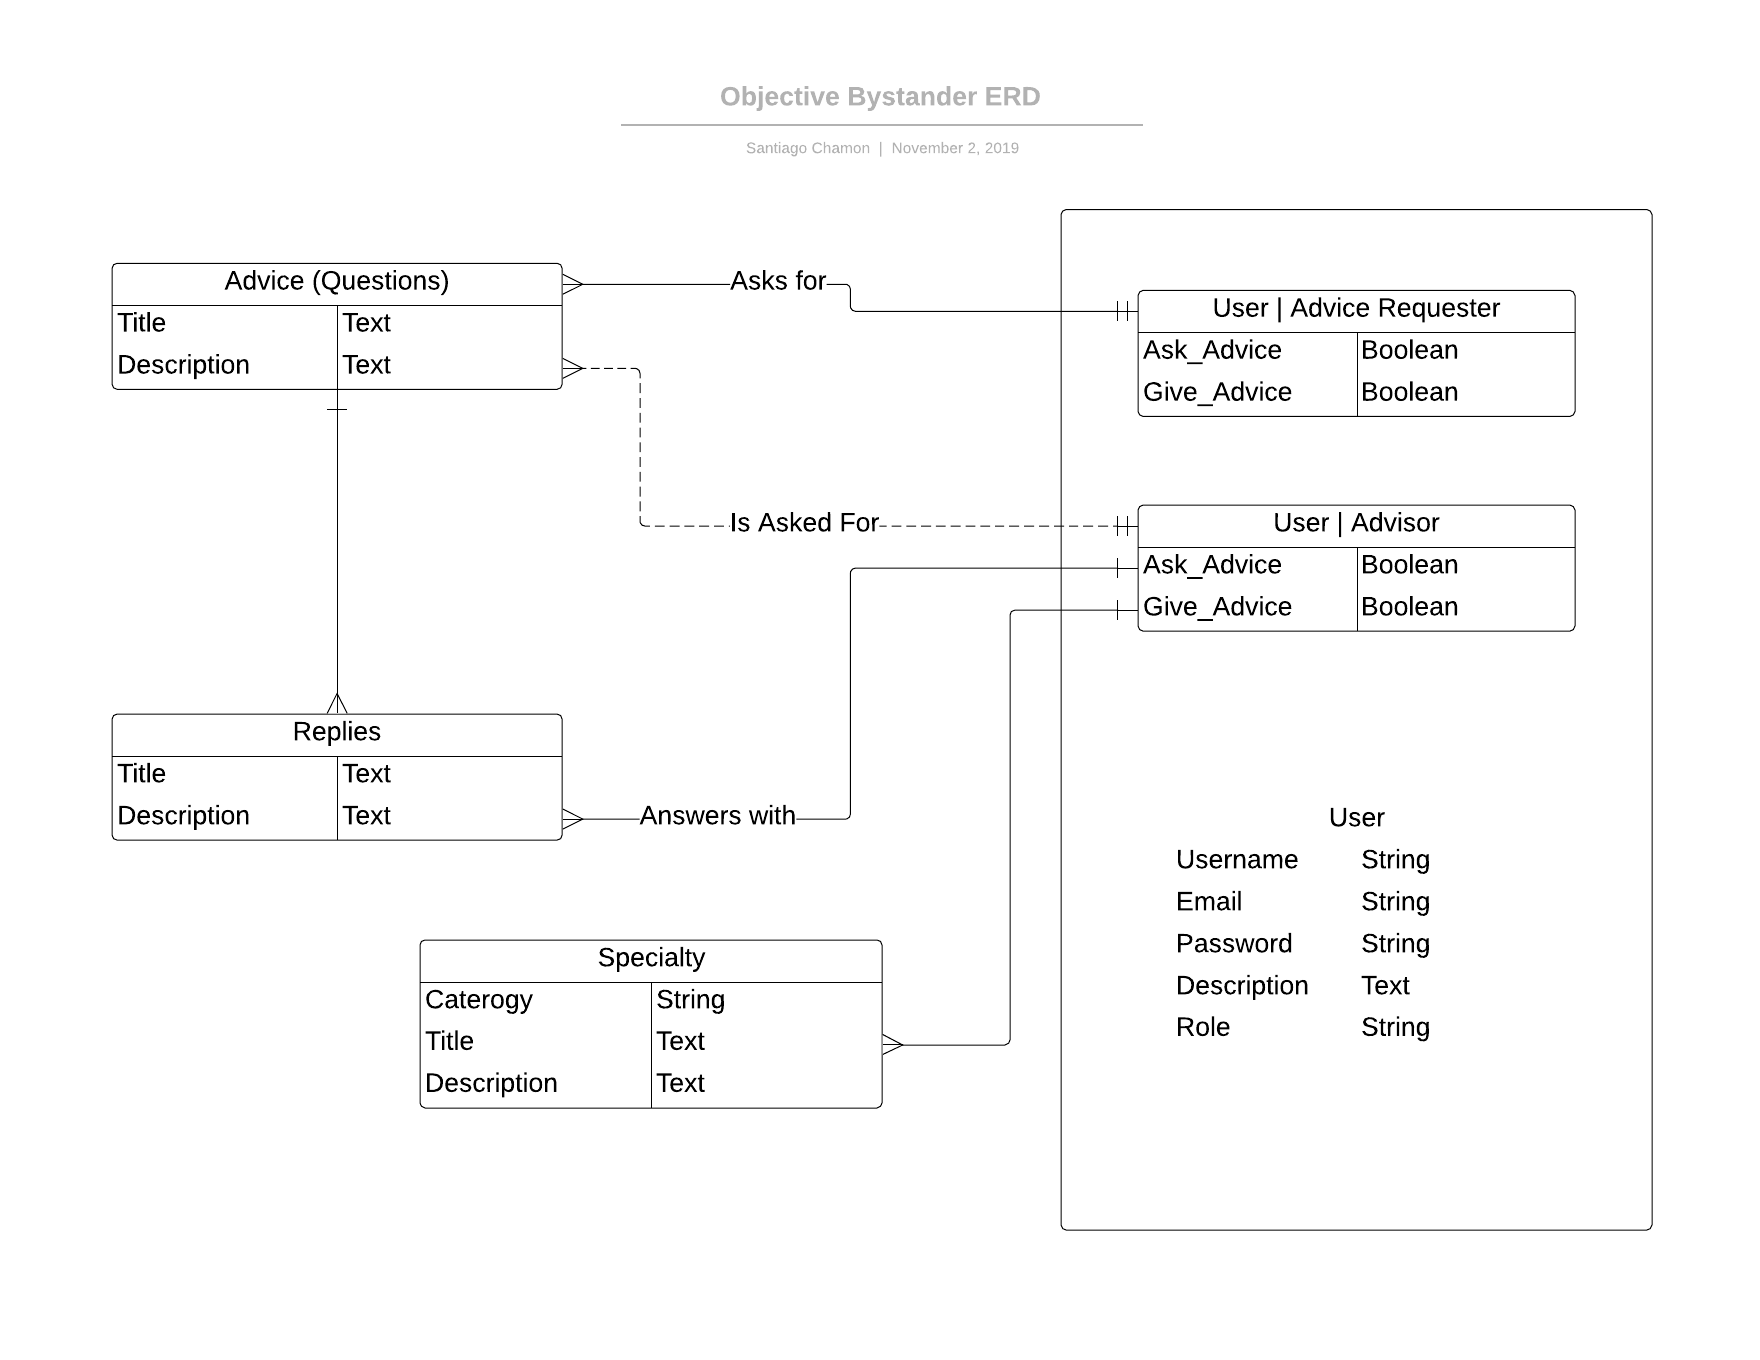 Objective Bystander ERD
Santiago Chamon | November 2, 2019
Advice (Questions)
Title Text
Description Text
Asks for
User | Advice Requester
Ask_Advice Boolean
Give_Advice Boolean
Is Asked For
User | Advisor
Ask_Advice Boolean
Give_Advice Boolean
Replies
Title Text
Description Text
Answers with
User
Username String
Email String
Password String
Description Text
Role String
Specialty
Caterogy String
Title Text
Description Text